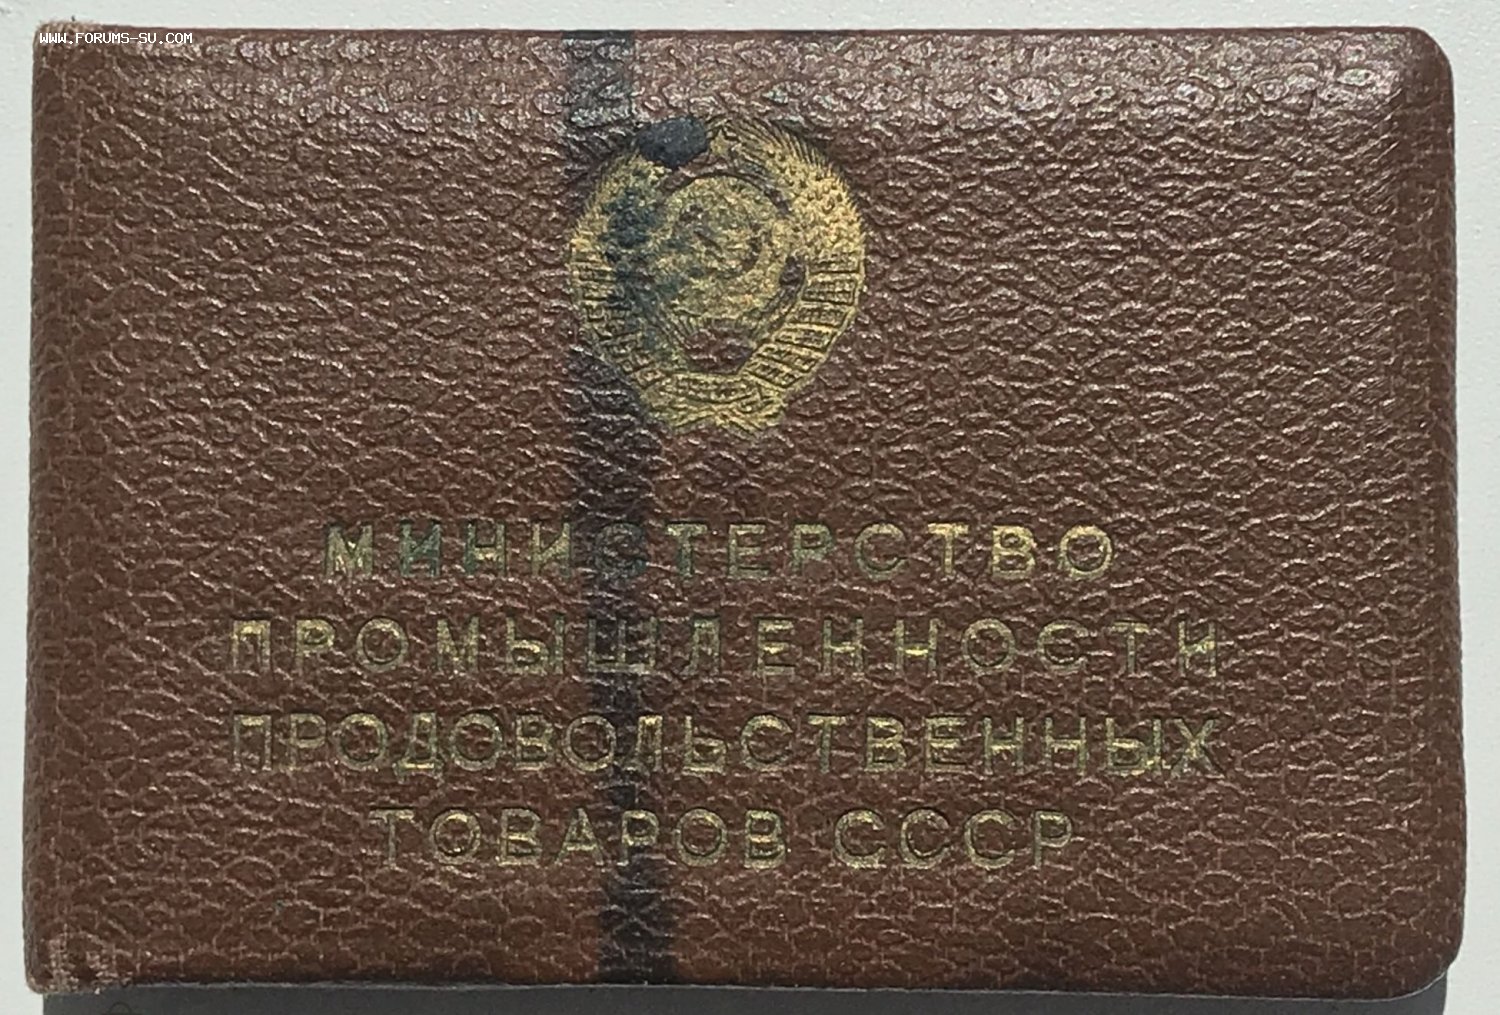 WWW.FORUMS-SU.COM
МИНИСТЕРСТВО
ПРОМЫШЛЕННОСТИ
ПРОДОВОЛЬСТВЕННЫХ
ТОВАРОВ СССР